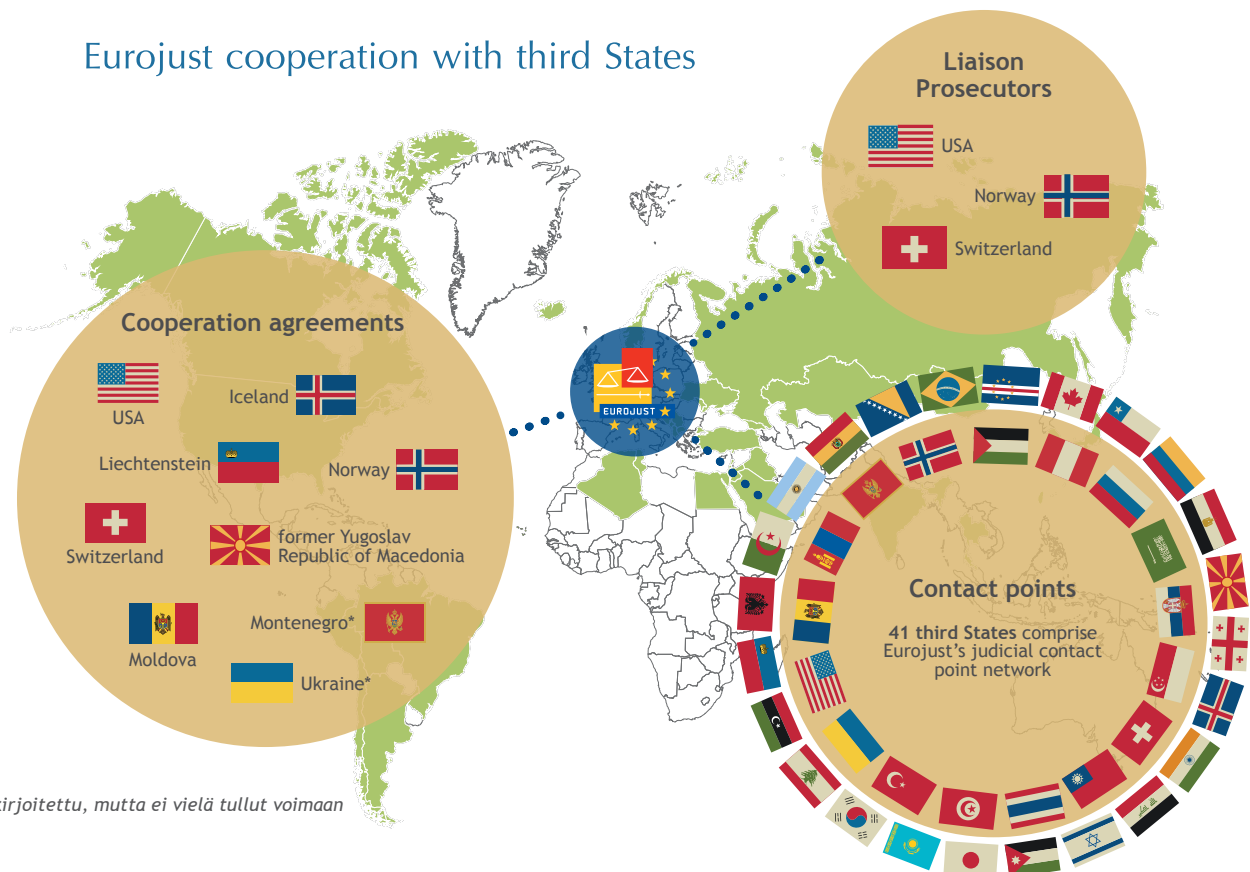 Eurojust cooperation with third States
Liaison
Prosecutors
USA
Norway
Switzerland
Cooperation agreements
USA
Iceland
Liechtenstein
Norway
Switzerland
former Yugoslav
Republic of Macedonia
Moldova
Montenegro*
Ukraine*
EUROJUST
Contact points
41 third States comprise
Eurojust's judicial contact
point network
mutta ei vielä tullut voimaan